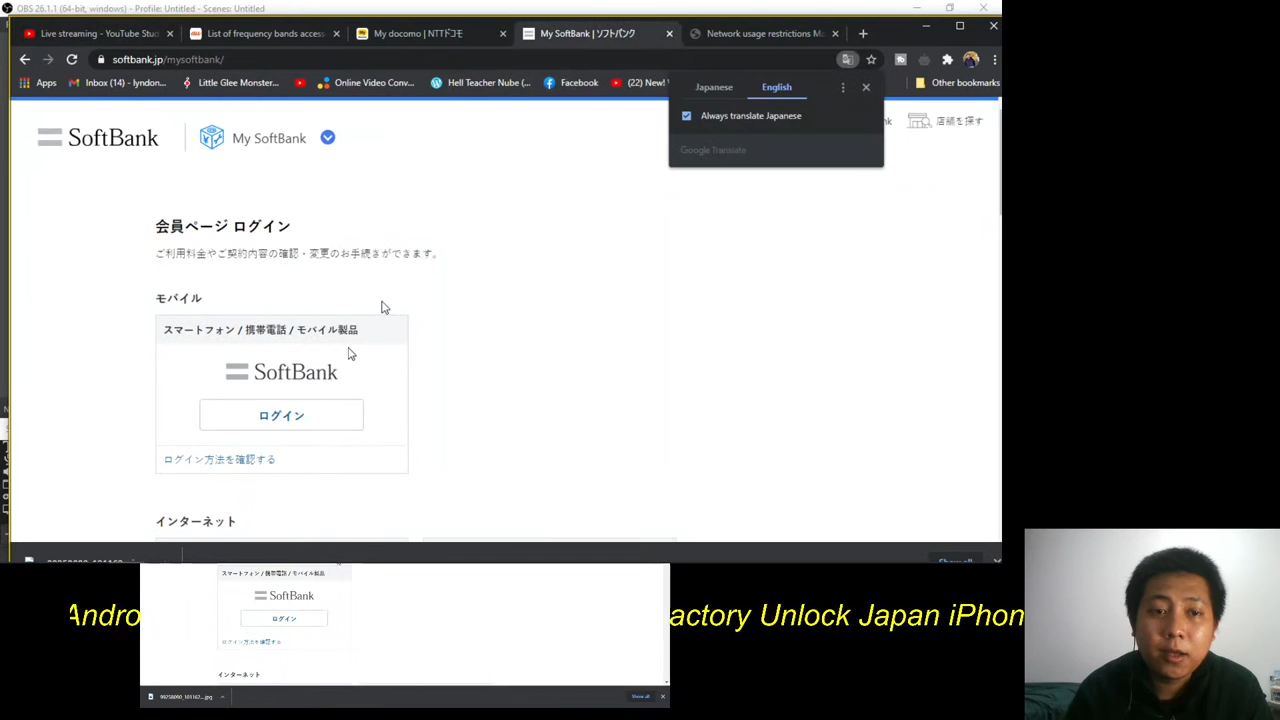 OBS 26.1.1 (64-bit, windows) - Profile: Untitled - Scenes: Untitled
Live streaming - YouTube Stu
List of frequency bands access
My docomo | NTTドコモ
My SoftBank | ソフトバンク
Network usage restrictions Mo
softbank.jp/mysoftbank/
Apps
Inbox (14) - lyndon...
Little Glee Monster...
Online Video Conv...
Hell Teacher Nube (...
Facebook
(22) New!
Other bookmarks
Japanese
English
Always translate Japanese
Google Translate
SoftBank
My SoftBank
店舗を探す
会員ページ ログイン
ご利用料金やご契約内容の確認・変更のお手続きができます。
モバイル
スマートフォン / 携帯電話 / モバイル製品
SoftBank
ログイン
ログイン方法を確認する
インターネット
Show all
スマートフォン / 携帯電話 / モバイル製品
SoftBank
ログイン
ログイン方法を確認する
インターネット
Show all
Andro
actory Unlock Japan iPhon